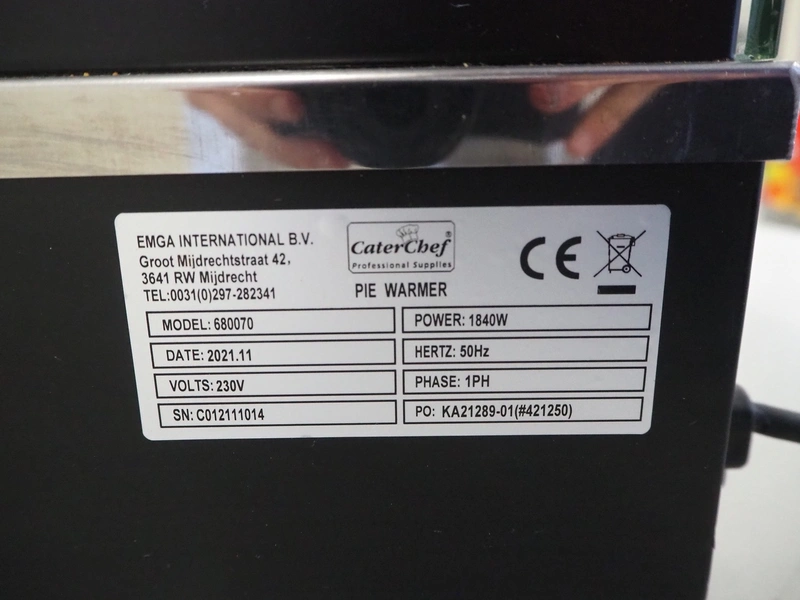 EMGA INTERNATIONAL B.V.
Groot Mijdrechtstraat 42,
3641 RW Mijdrecht
TEL:0031(0)297-282341
CaterChef®
Professional Supplies
PIE WARMER
CE
MODEL: 680070
POWER: 1840W
DATE: 2021.11
HERTZ: 50Hz
VOLTS: 230V
PHASE: 1PH
SN: C012111014
PO: KA21289-01(#421250)